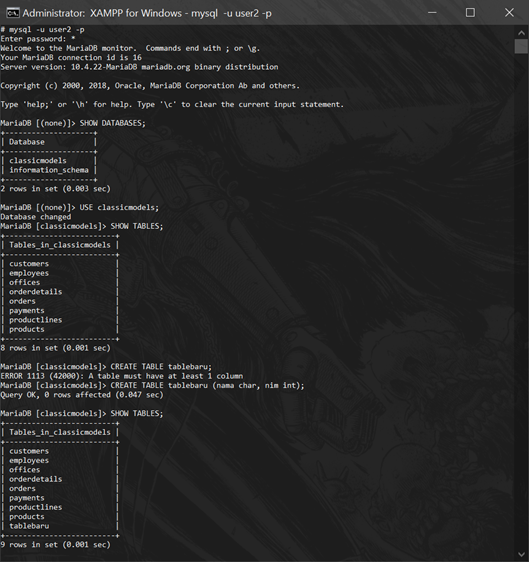 Administrator:  XAMPP for Windows - mysql  -u user2 -p
# mysql -u user2 -p
Enter password: *
Welcome to the MariaDB monitor.  Commands end with ; or \g.
Your MariaDB connection id is 16
Server version: 10.4.22-MariaDB mariadb.org binary distribution

Copyright (c) 2000, 2018, Oracle, MariaDB Corporation Ab and others.

Type 'help;' or '\h' for help. Type '\c' to clear the current input statement.

MariaDB [(none)]> SHOW DATABASES;
+--------------------+
| Database           |
+--------------------+
| classicmodels      |
| information_schema |
+--------------------+
2 rows in set (0.003 sec)

MariaDB [(none)]> USE classicmodels;
Database changed
MariaDB [classicmodels]> SHOW TABLES;
+-------------------------+
| Tables_in_classicmodels |
+-------------------------+
| customers               |
| employees               |
| offices                 |
| orderdetails            |
| orders                  |
| payments                |
| productlines            |
| products                |
+-------------------------+
8 rows in set (0.001 sec)

MariaDB [classicmodels]> CREATE TABLE tablebaru;
ERROR 1113 (42000): A table must have at least 1 column
MariaDB [classicmodels]> CREATE TABLE tablebaru (nama char, nim int);
Query OK, 0 rows affected (0.047 sec)

MariaDB [classicmodels]> SHOW TABLES;
+-------------------------+
| Tables_in_classicmodels |
+-------------------------+
| customers               |
| employees               |
| offices                 |
| orderdetails            |
| orders                  |
| payments                |
| productlines            |
| products                |
| tablebaru               |
+-------------------------+
9 rows in set (0.001 sec)